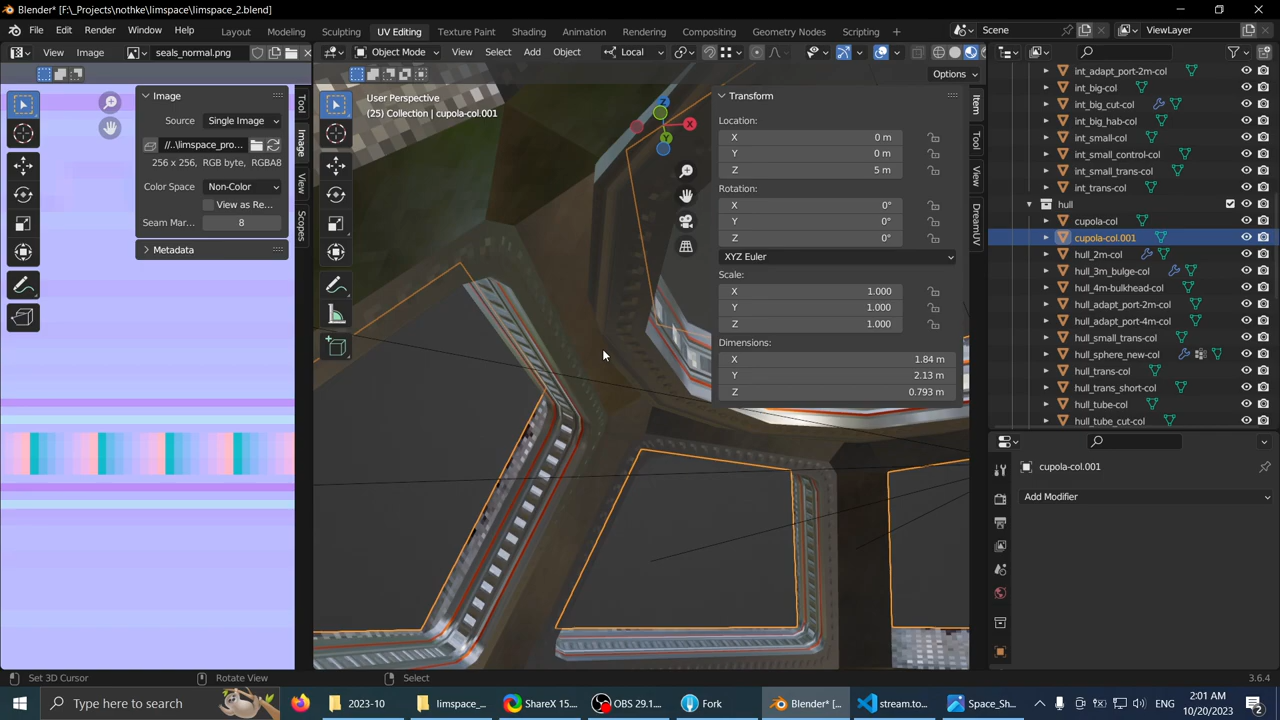 Blender* [F:\_Projects\nothke\limspace\limspace_2.blend]
File Edit Render Window Help Layout Modeling Sculpting UV Editing Texture Paint Shading Animation Rendering Compositing Geometry Nodes Scripting Scene ViewLayer
View Image seals_normal.png Object Mode View Select Add Object Local
Options
Image
Source Single Image
//..\limspace_pro...
256 x 256, RGB byte, RGBA8
Color Space Non-Color
View as Re...
Seam Mar... 8
Metadata
Tool
Image
View
Scopes
User Perspective
(25) Collection | cupola-col.001
Z
X
Y
Transform
Location:
X 0 m
Y 0 m
Z 5 m
Rotation:
X 0°
Y 0°
Z 0°
XYZ Euler
Scale:
X 1.000
Y 1.000
Z 1.000
Dimensions:
X 1.84 m
Y 2.13 m
Z 0.793 m
Item
Tool
View
DreamUV
int_adapt_port-2m-col
int_big-col
int_big_cut-col
int_big_hab-col
int_small-col
int_small_control-col
int_small_trans-col
int_trans-col
hull
cupola-col
cupola-col.001
hull_2m-col
hull_3m_bulge-col
hull_4m-bulkhead-col
hull_adapt_port-2m-col
hull_adapt_port-4m-col
hull_small_trans-col
hull_sphere_new-col
hull_trans-col
hull_trans_short-col
hull_tube-col
hull_tube_cut-col
cupola-col.001
Add Modifier
Set 3D Cursor Rotate View Select 3.6.4
Type here to search 2023-10 limspace_... ShareX 15.... OBS 29.1.... Fork Blender* [... stream.to... Space_Sh... ENG 2:01 AM
10/20/2023 2